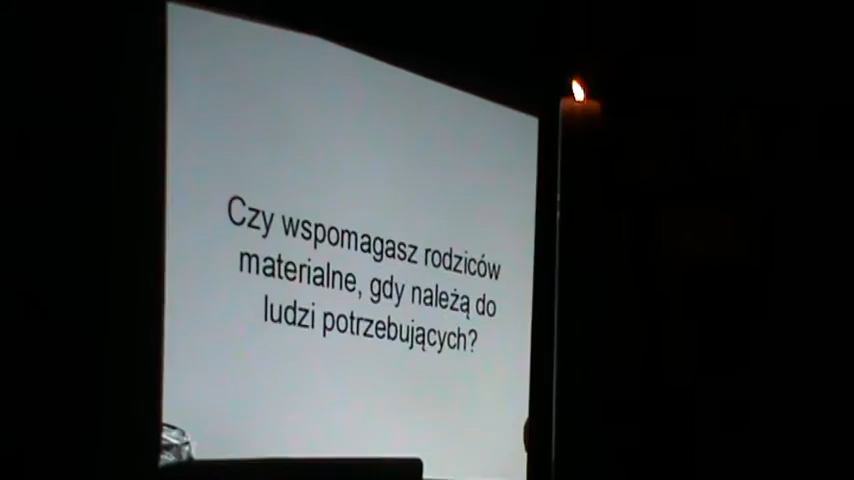 Czy wspomagasz rodziców
materialne, gdy należą do
ludzi potrzebujących?